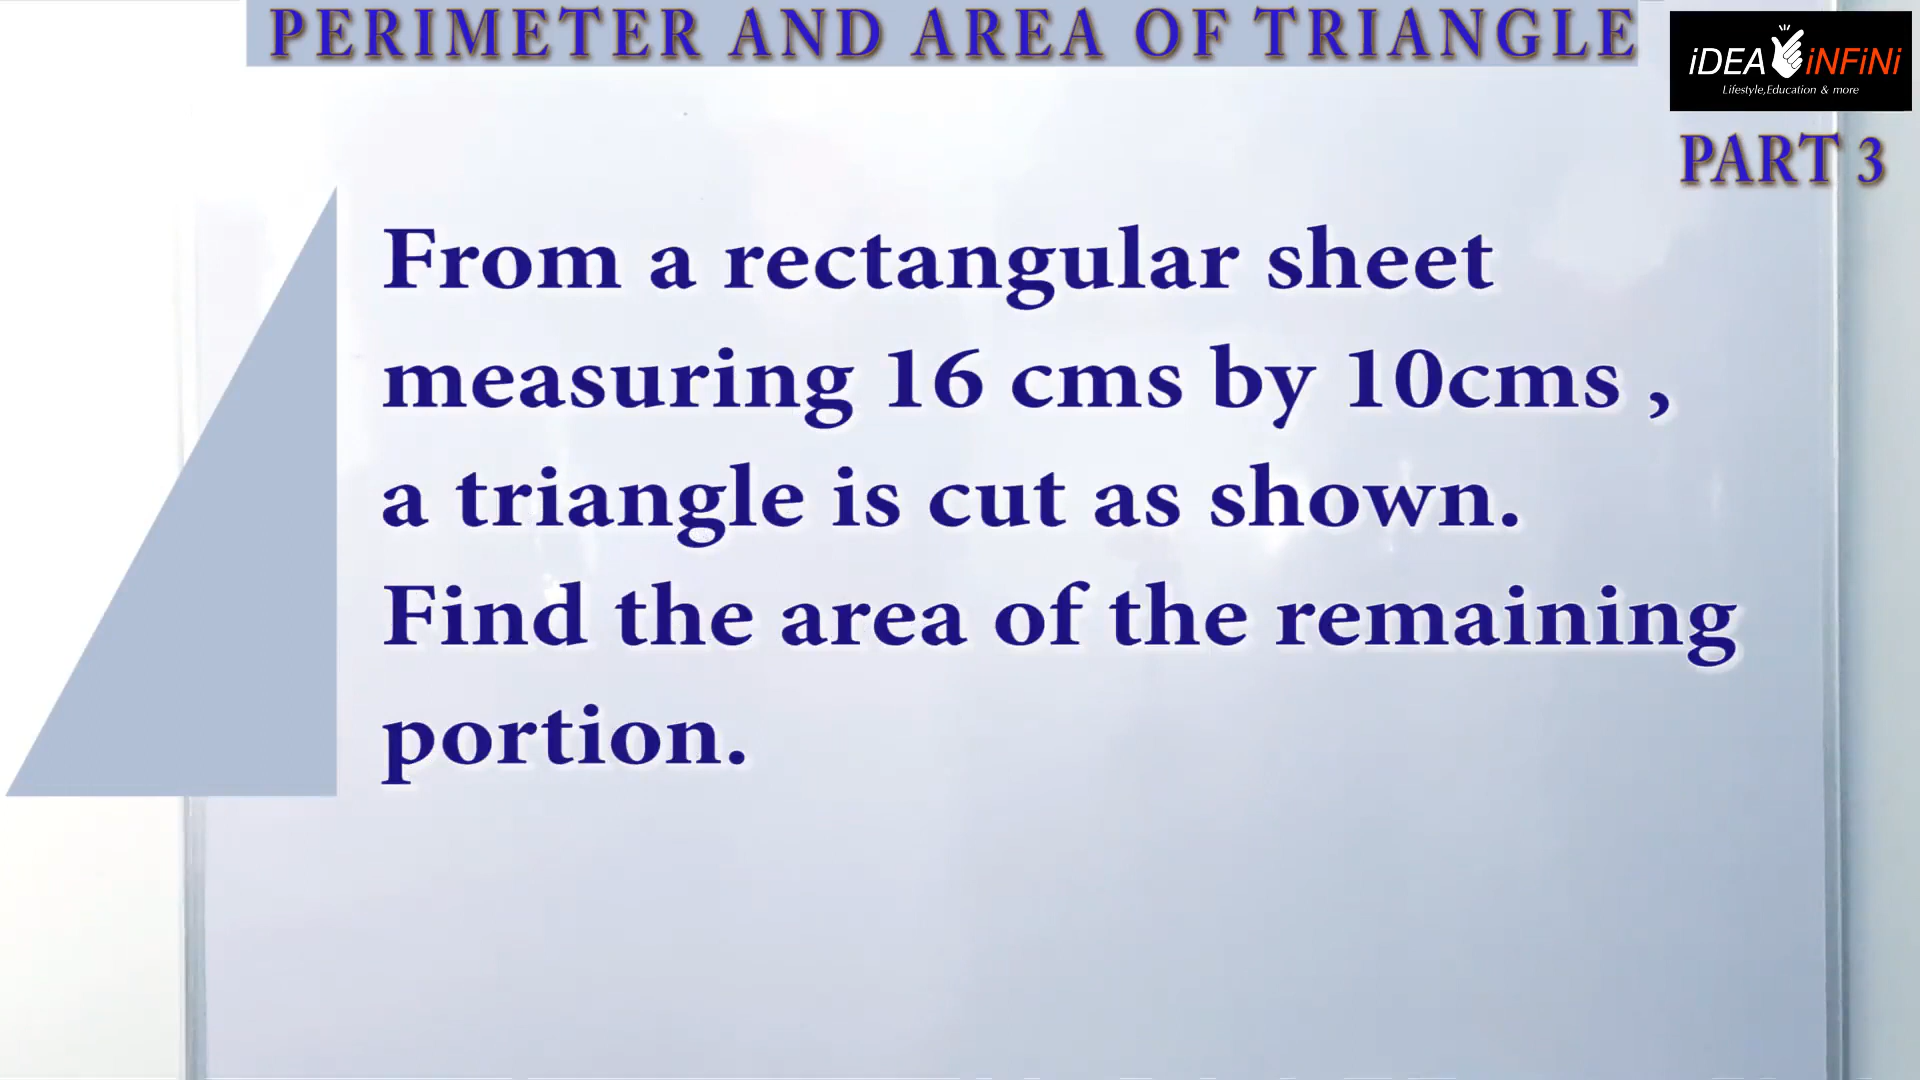 PERIMETER AND AREA OF TRIANGLE
iDEA iNFiNi
Lifestyle,Education & more
PART 3
From a rectangular sheet
measuring 16 cms by 10cms ,
a triangle is cut as shown.
Find the area of the remaining
portion.